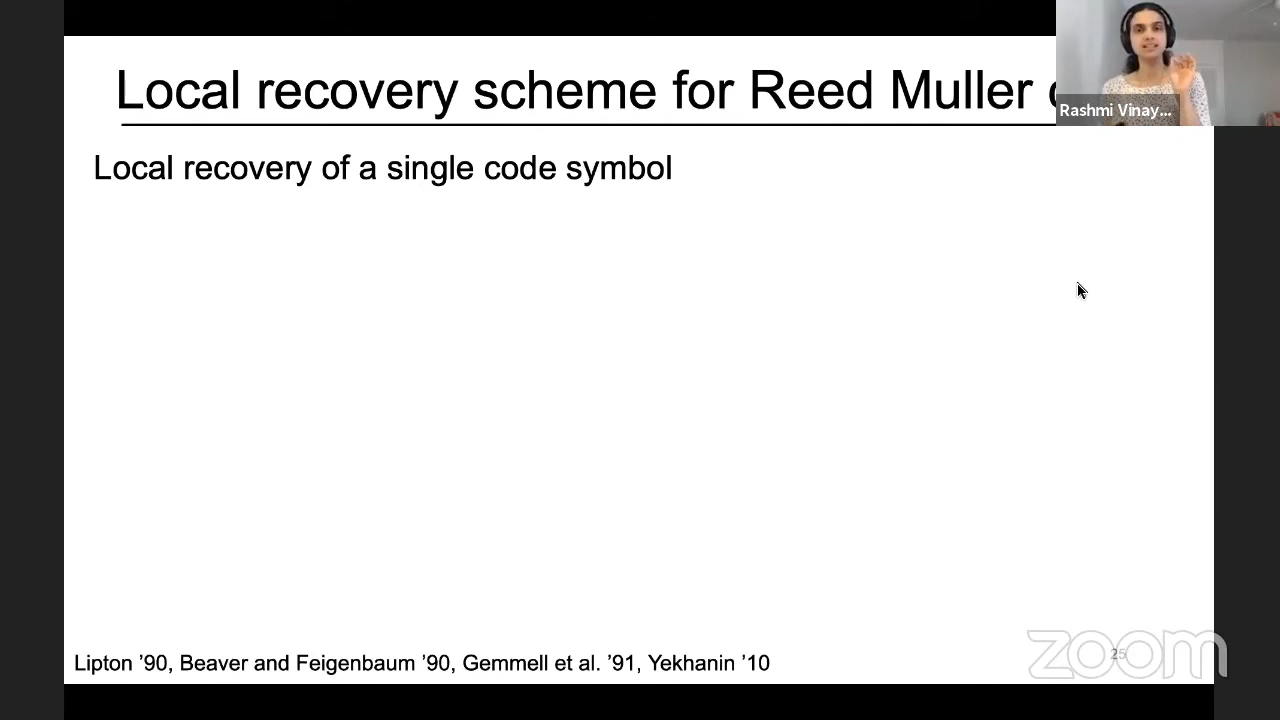 Local recovery scheme for Reed Muller
Rashmi Vinay...
Local recovery of a single code symbol
Lipton ’90, Beaver and Feigenbaum ’90, Gemmell et al. ’91, Yekhanin ’10
25
zoom